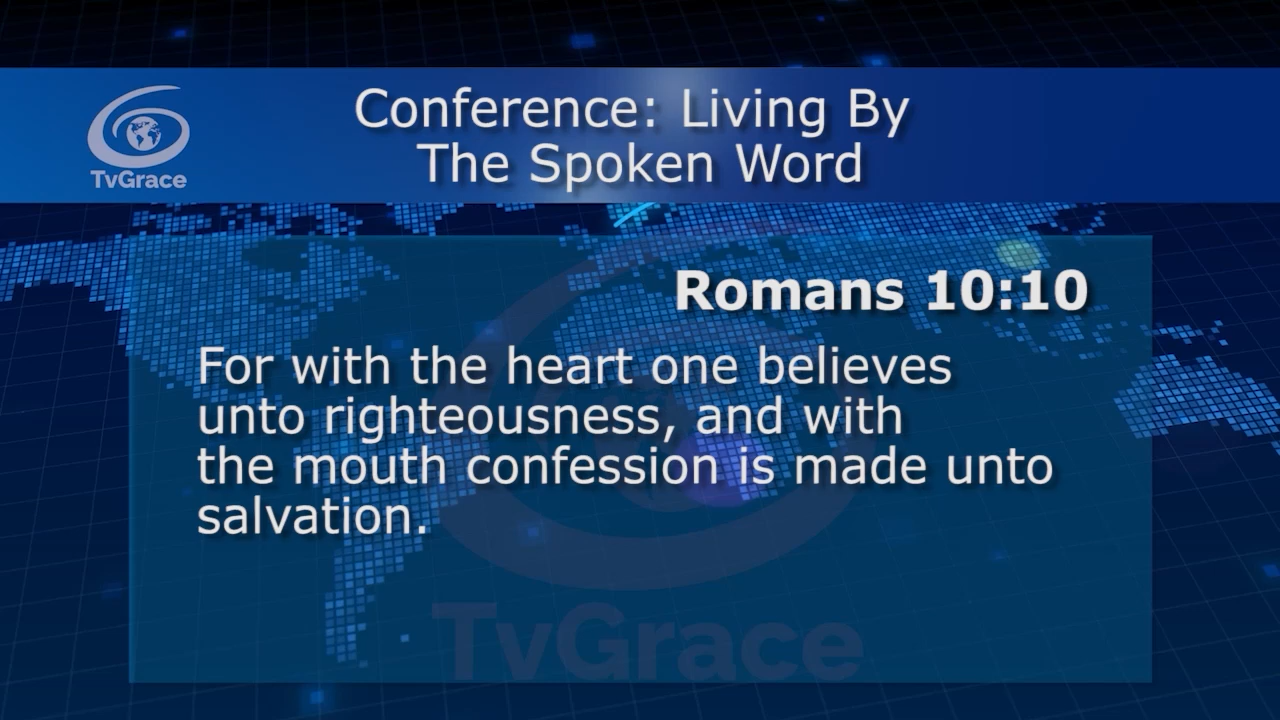 Conference: Living By
The Spoken Word
TvGrace
Romans 10:10
For with the heart one believes
unto righteousness, and with
the mouth confession is made unto
salvation.
TvGrace